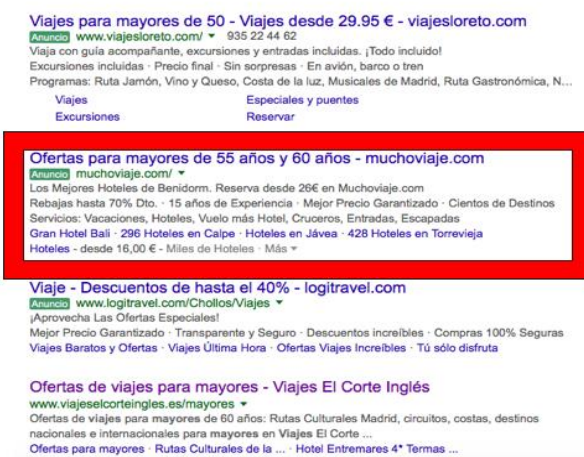 Viajes para mayores de 50 - Viajes desde 29.95 € - viajesloreto.com
Anuncio www.viajesloreto.com/ ▾ 935 22 44 62
Viaja con guía acompañante, excursiones y entradas incluidas. ¡Todo incluido!
Excursiones incluidas · Precio final · Sin sorpresas · En avión, barco o tren
Programas: Ruta Jamón, Vino y Queso, Costa de la luz, Musicales de Madrid, Ruta Gastronómica, N...
Viajes Especiales y puentes
Excursiones Reservar
Ofertas para mayores de 55 años y 60 años - muchoviaje.com
Anuncio muchoviaje.com/ ▾
Los Mejores Hoteles de Benidorm. Reserva desde 26€ en Muchoviaje.com
Rebajas hasta 70% Dto. · 15 años de Experiencia · Mejor Precio Garantizado · Cientos de Destinos
Servicios: Vacaciones, Hoteles, Vuelo más Hotel, Cruceros, Entradas, Escapadas
Gran Hotel Bali · 296 Hoteles en Calpe · Hoteles en Jávea · 428 Hoteles en Torrevieja
Hoteles - desde 16,00 € - Miles de Hoteles · Más ▾
Viaje - Descuentos de hasta el 40% - logitravel.com
Anuncio www.logitravel.com/Chollos/Viajes ▾
¡Aprovecha Las Ofertas Especiales!
Mejor Precio Garantizado · Transparente y Seguro · Descuentos increíbles · Compras 100% Seguras
Viajes Baratos y Ofertas · Viajes Última Hora · Ofertas Viajes Increíbles · Tú sólo disfruta
Ofertas de viajes para mayores - Viajes El Corte Inglés
www.viajeselcorteingles.es/mayores ▾
Ofertas de viajes para mayores de 60 años: Rutas Culturales Madrid, circuitos, costas, destinos
nacionales e internacionales para mayores en Viajes El Corte ...
Ofertas para mayores · Rutas Culturales de la ... · Hotel Entremares 4* Termas ...